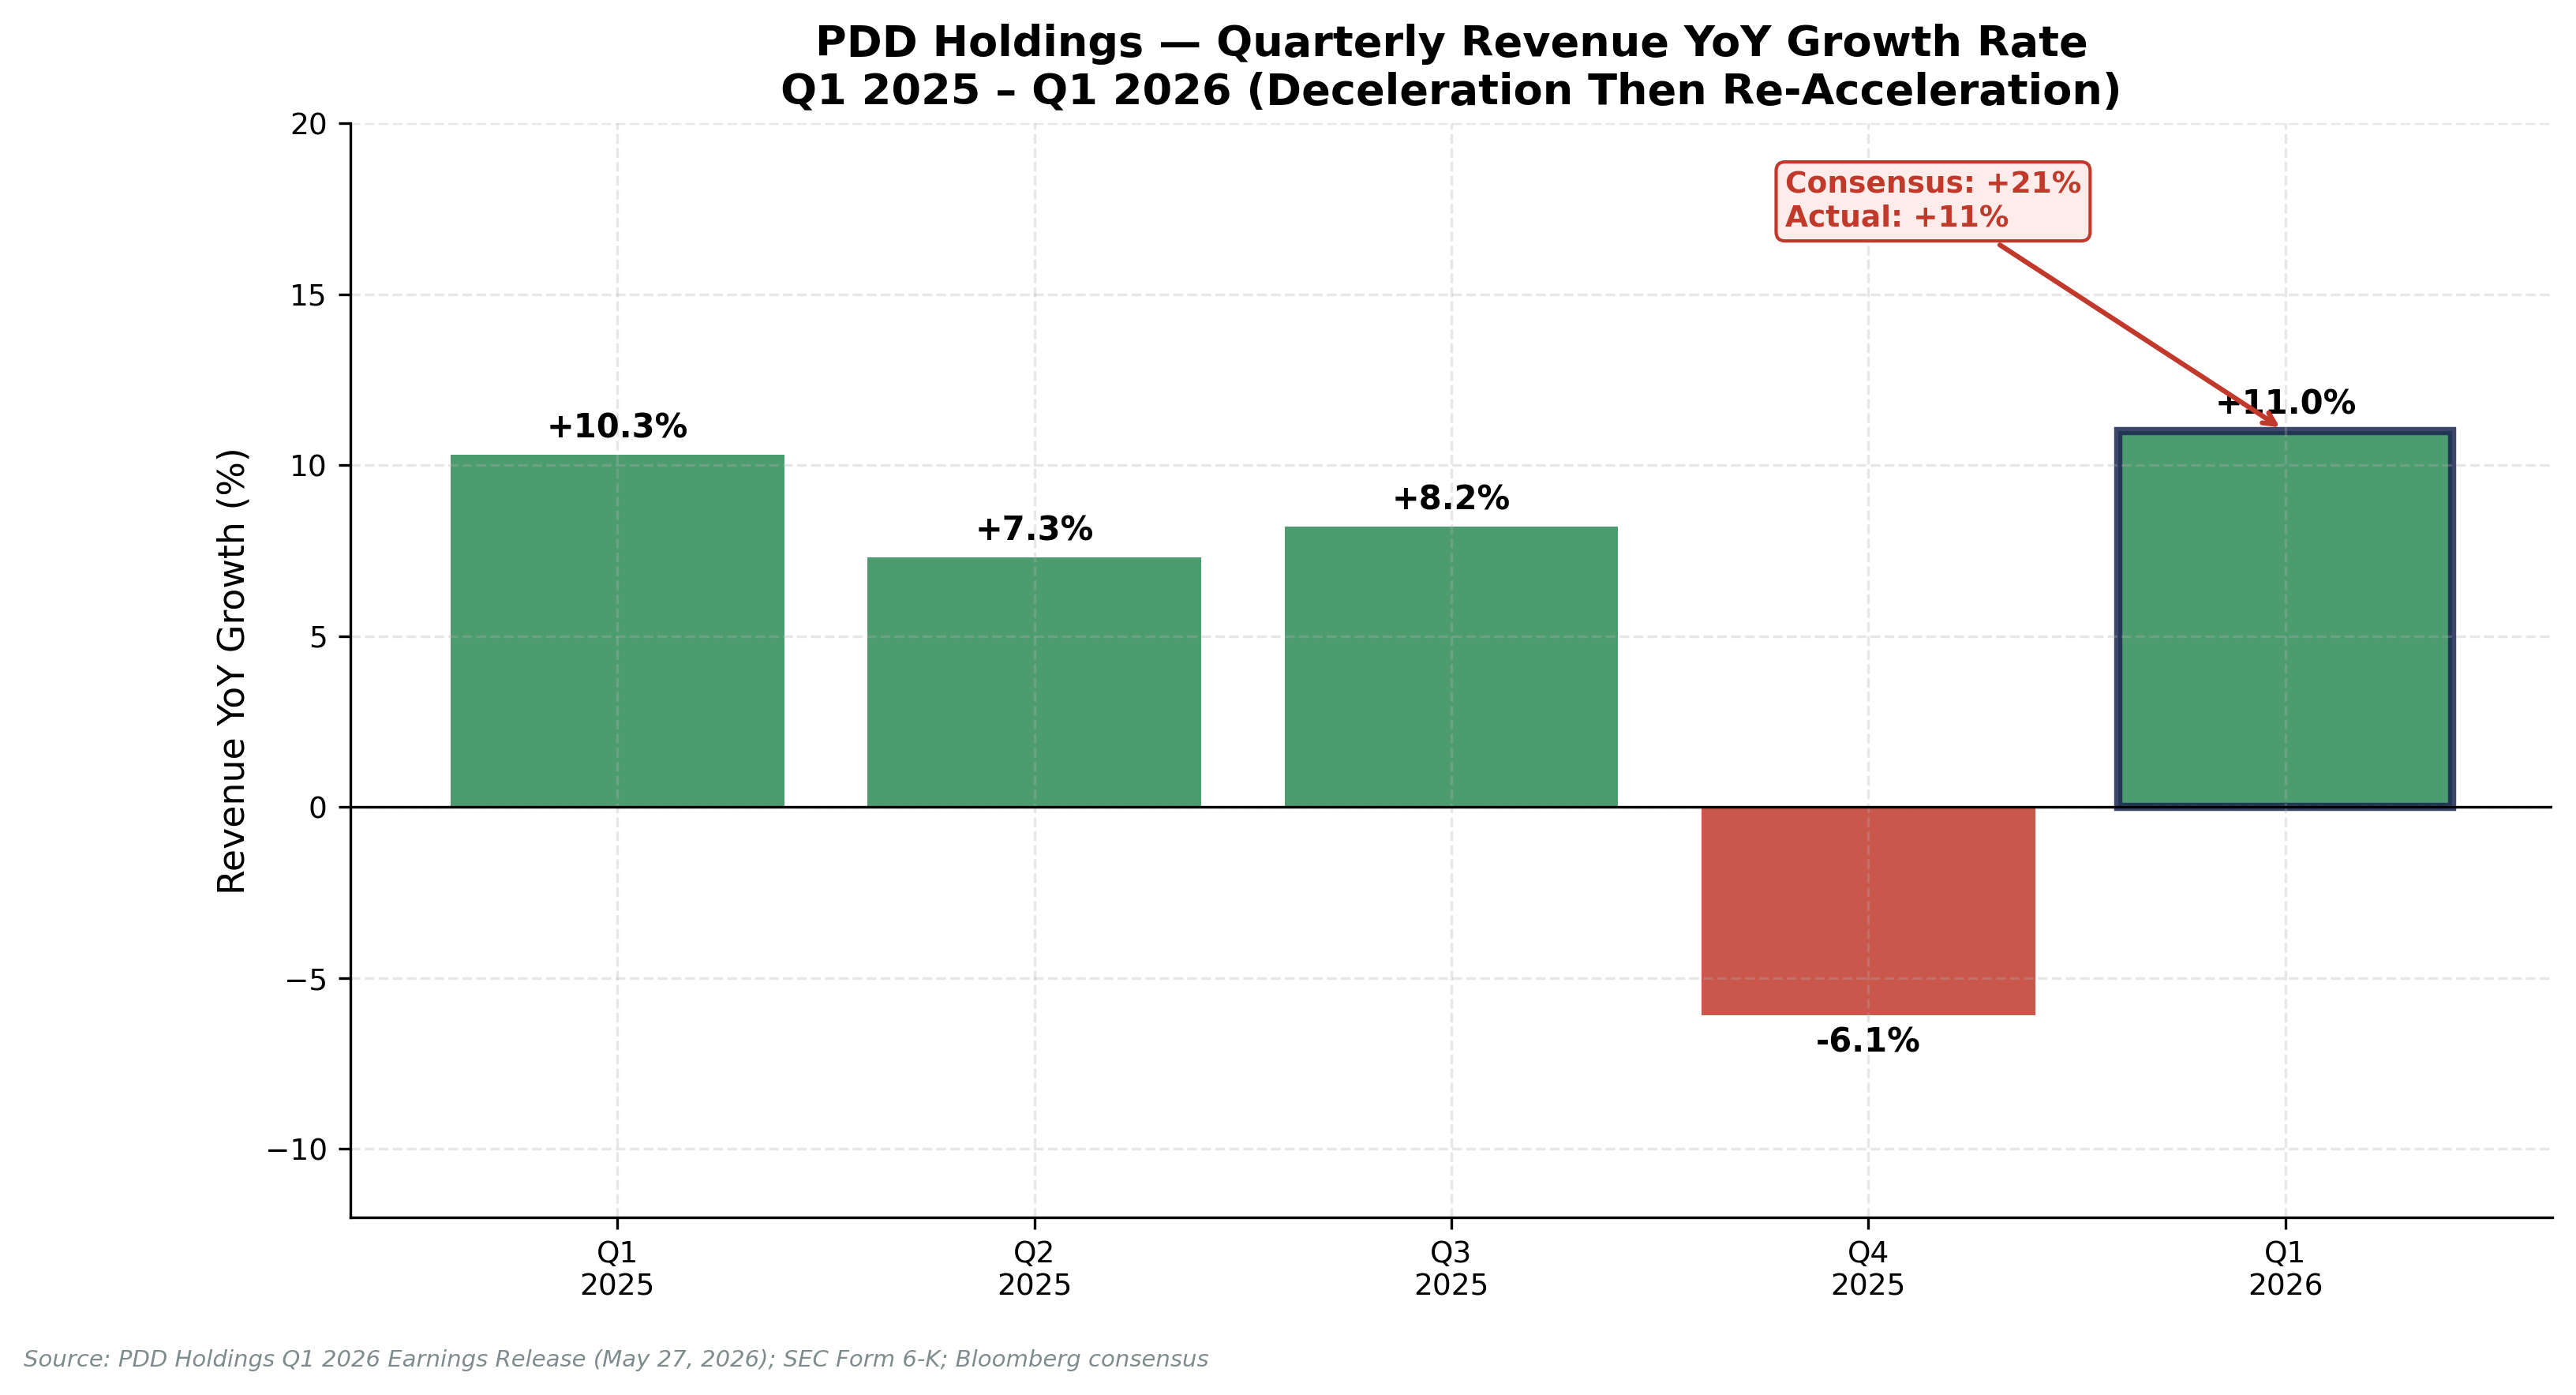 PDD Holdings — Quarterly Revenue YoY Growth Rate
Q1 2025 – Q1 2026 (Deceleration Then Re-Acceleration)
Revenue YoY Growth (%)
20
15
10
5
0
−5
−10
Consensus: +21%
Actual: +11%
+10.3%
+7.3%
+8.2%
-6.1%
+11.0%
Q1
2025
Q2
2025
Q3
2025
Q4
2025
Q1
2026
Source: PDD Holdings Q1 2026 Earnings Release (May 27, 2026); SEC Form 6-K; Bloomberg consensus